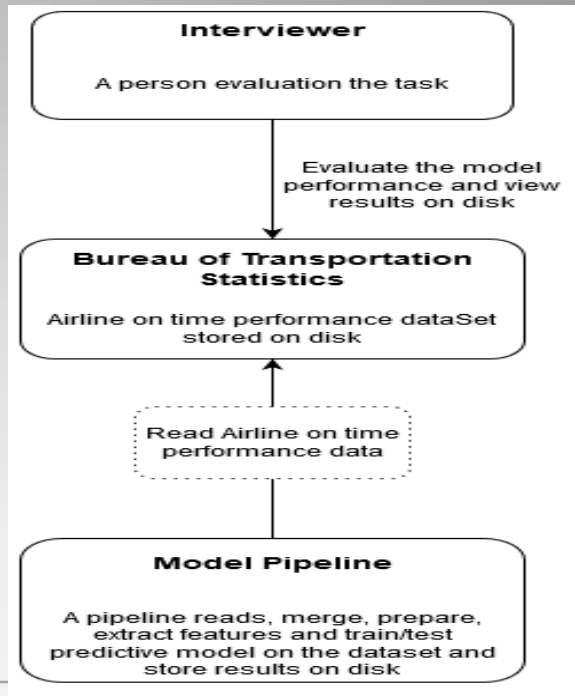 Interviewer
A person evaluation the task
Evaluate the model
performance and view
results on disk
Bureau of Transportation
Statistics
Airline on time performance dataSet
stored on disk
Read Airline on time
performance data
Model Pipeline
A pipeline reads, merge, prepare,
extract features and train/test
predictive model on the dataset and
store results on disk